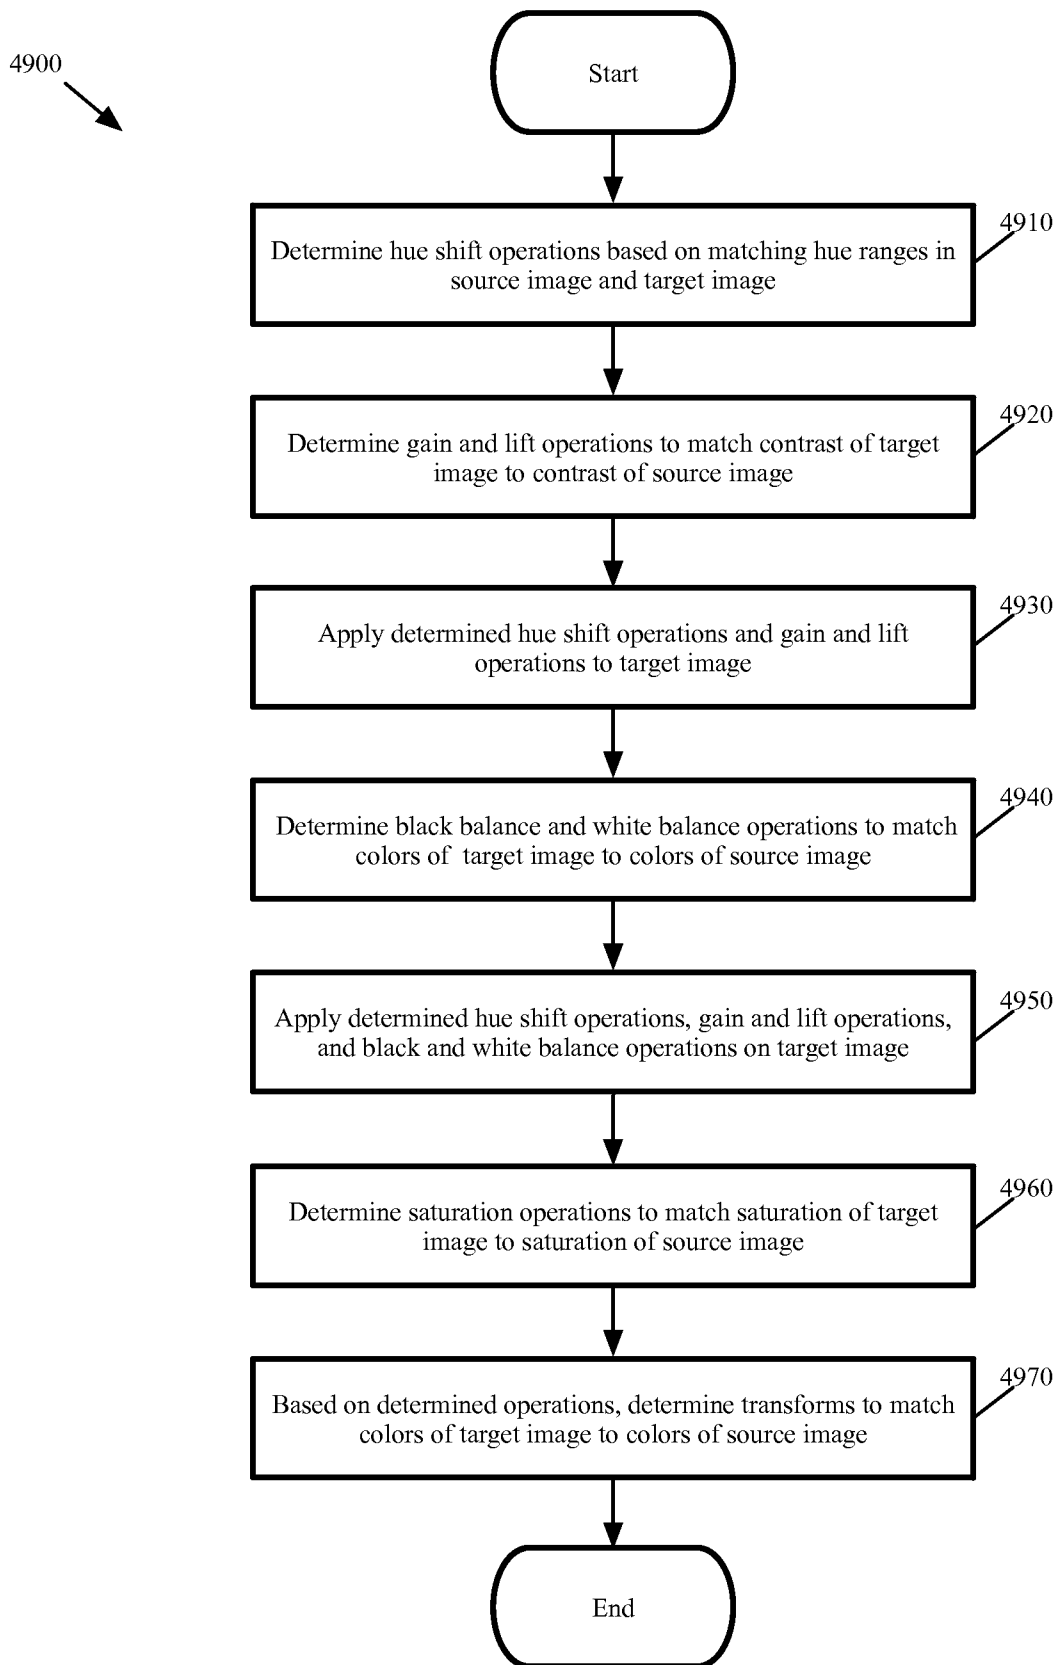 4900
Start
4910
Determine hue shift operations based on matching hue ranges in
source image and target image
4920
Determine gain and lift operations to match contrast of target
image to contrast of source image
4930
Apply determined hue shift operations and gain and lift
operations to target image
4940
Determine black balance and white balance operations to match
colors of target image to colors of source image
4950
Apply determined hue shift operations, gain and lift operations,
and black and white balance operations on target image
4960
Determine saturation operations to match saturation of target
image to saturation of source image
4970
Based on determined operations, determine transforms to match
colors of target image to colors of source image
End